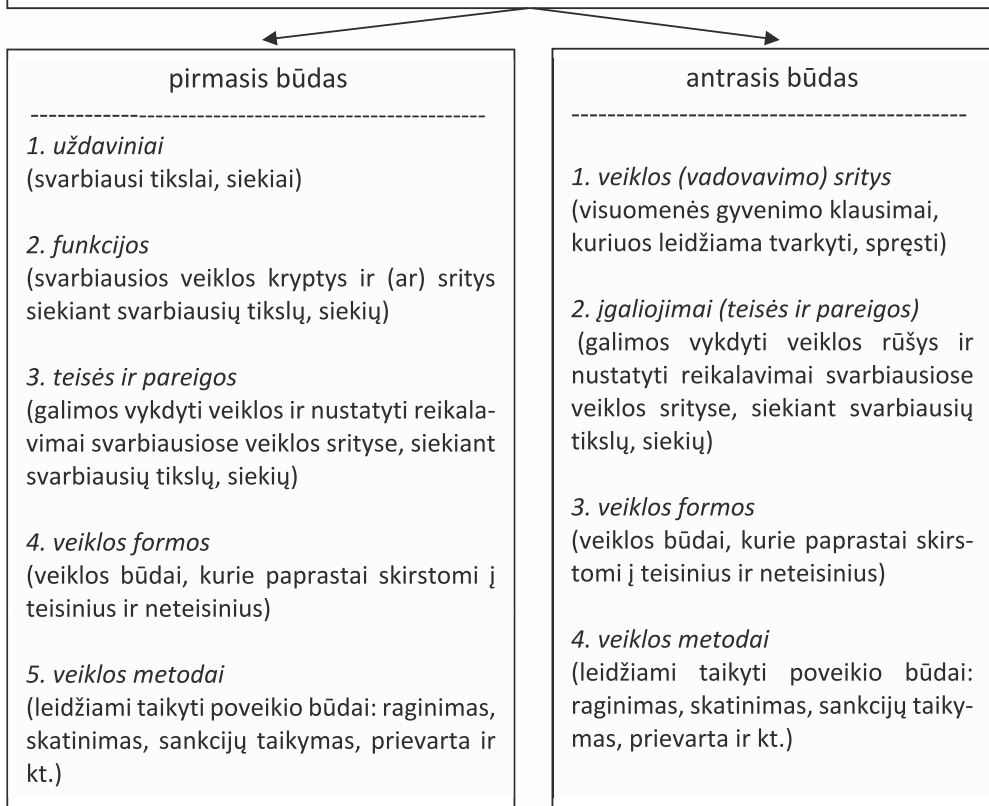 pirmasis būdas
------------------------------------------------------
1. uždaviniai
(svarbiausi tikslai, siekiai)
2. funkcijos
(svarbiausios veiklos kryptys ir (ar) sritys
siekiant svarbiausių tikslų, siekių)
3. teisės ir pareigos
(galimos vykdyti veiklos ir nustatyti reikala-
vimai svarbiausiose veiklos srityse, siekiant
svarbiausių tikslų, siekių)
4. veiklos formos
(veiklos būdai, kurie paprastai skirstomi į
teisinius ir neteisinius)
5. veiklos metodai
(leidžiami taikyti poveikio būdai: raginimas,
skatinimas, sankcijų taikymas, prievarta ir
kt.)
antrasis būdas
--------------------------------------------
1. veiklos (vadovavimo) sritys
(visuomenės gyvenimo klausimai,
kuriuos leidžiama tvarkyti, spręsti)
2. įgaliojimai (teisės ir pareigos)
(galimos vykdyti veiklos rūšys ir
nustatyti reikalavimai svarbiausiose
veiklos srityse, siekiant svarbiausių
tikslų, siekių)
3. veiklos formos
(veiklos būdai, kurie paprastai skirs-
tomi į teisinius ir neteisinius)
4. veiklos metodai
(leidžiami taikyti poveikio būdai:
raginimas, skatinimas, sankcijų taiky-
mas, prievarta ir kt.)